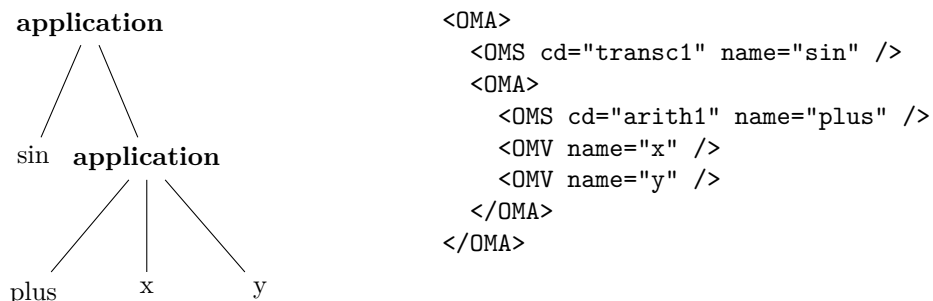 application
sin application
plus x y
<OMA>
  <OMS cd="transc1" name="sin" />
  <OMA>
    <OMS cd="arith1" name="plus" />
    <OMV name="x" />
    <OMV name="y" />
  </OMA>
</OMA>